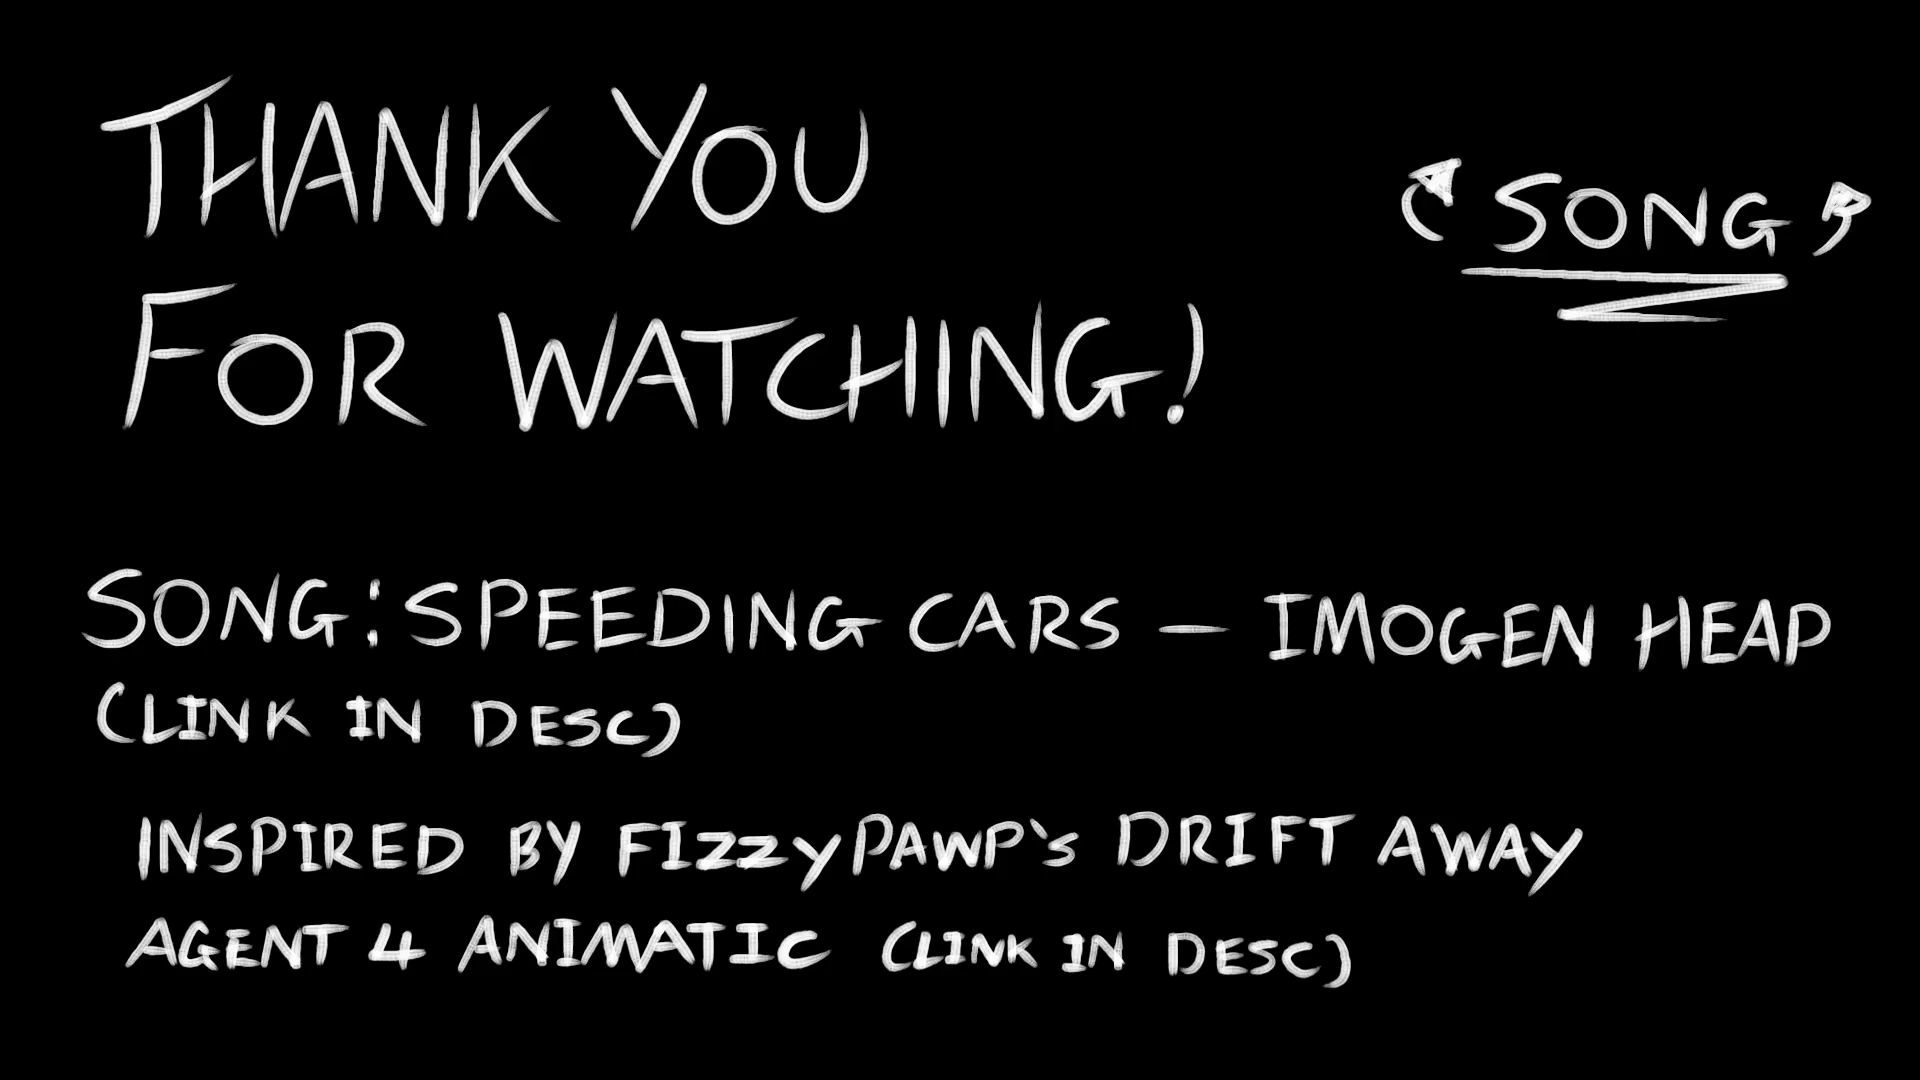 THANK YOU
FOR WATCHING!
SONG
SONG: SPEEDING CARS — IMOGEN HEAP
(LINK IN DESC)
INSPIRED BY FIZZYPAWP's DRIFT AWAY
AGENT 4 ANIMATIC (LINK IN DESC)